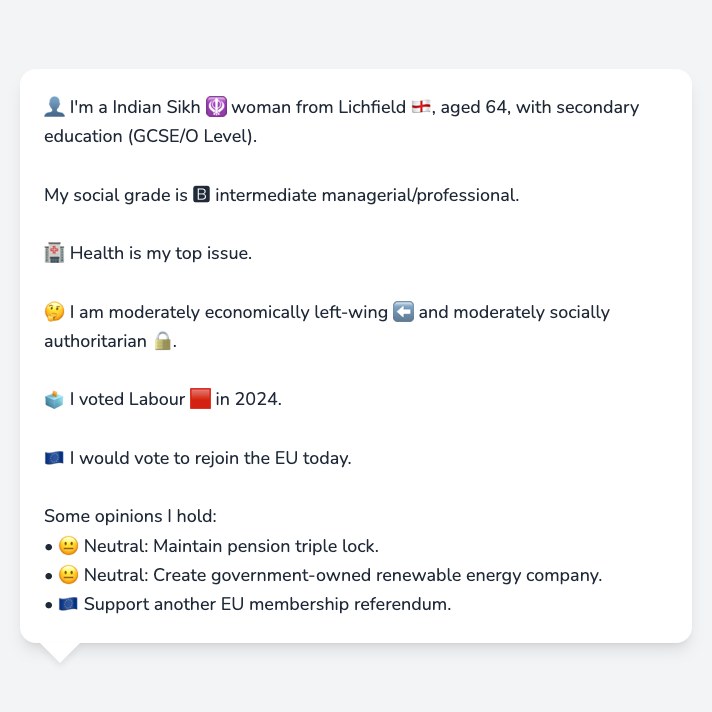 👤 I'm a Indian Sikh 🪯 woman from Lichfield 🏴󠁧󠁢󠁥󠁮󠁧󠁿, aged 64, with secondary
education (GCSE/O Level).
My social grade is 🅱 intermediate managerial/professional.
🏥 Health is my top issue.
🤔 I am moderately economically left-wing ⬅️ and moderately socially
authoritarian 🔒.
🗳️ I voted Labour 🟥 in 2024.
🇪🇺 I would vote to rejoin the EU today.
Some opinions I hold:
• 😐 Neutral: Maintain pension triple lock.
• 😐 Neutral: Create government-owned renewable energy company.
• 🇪🇺 Support another EU membership referendum.